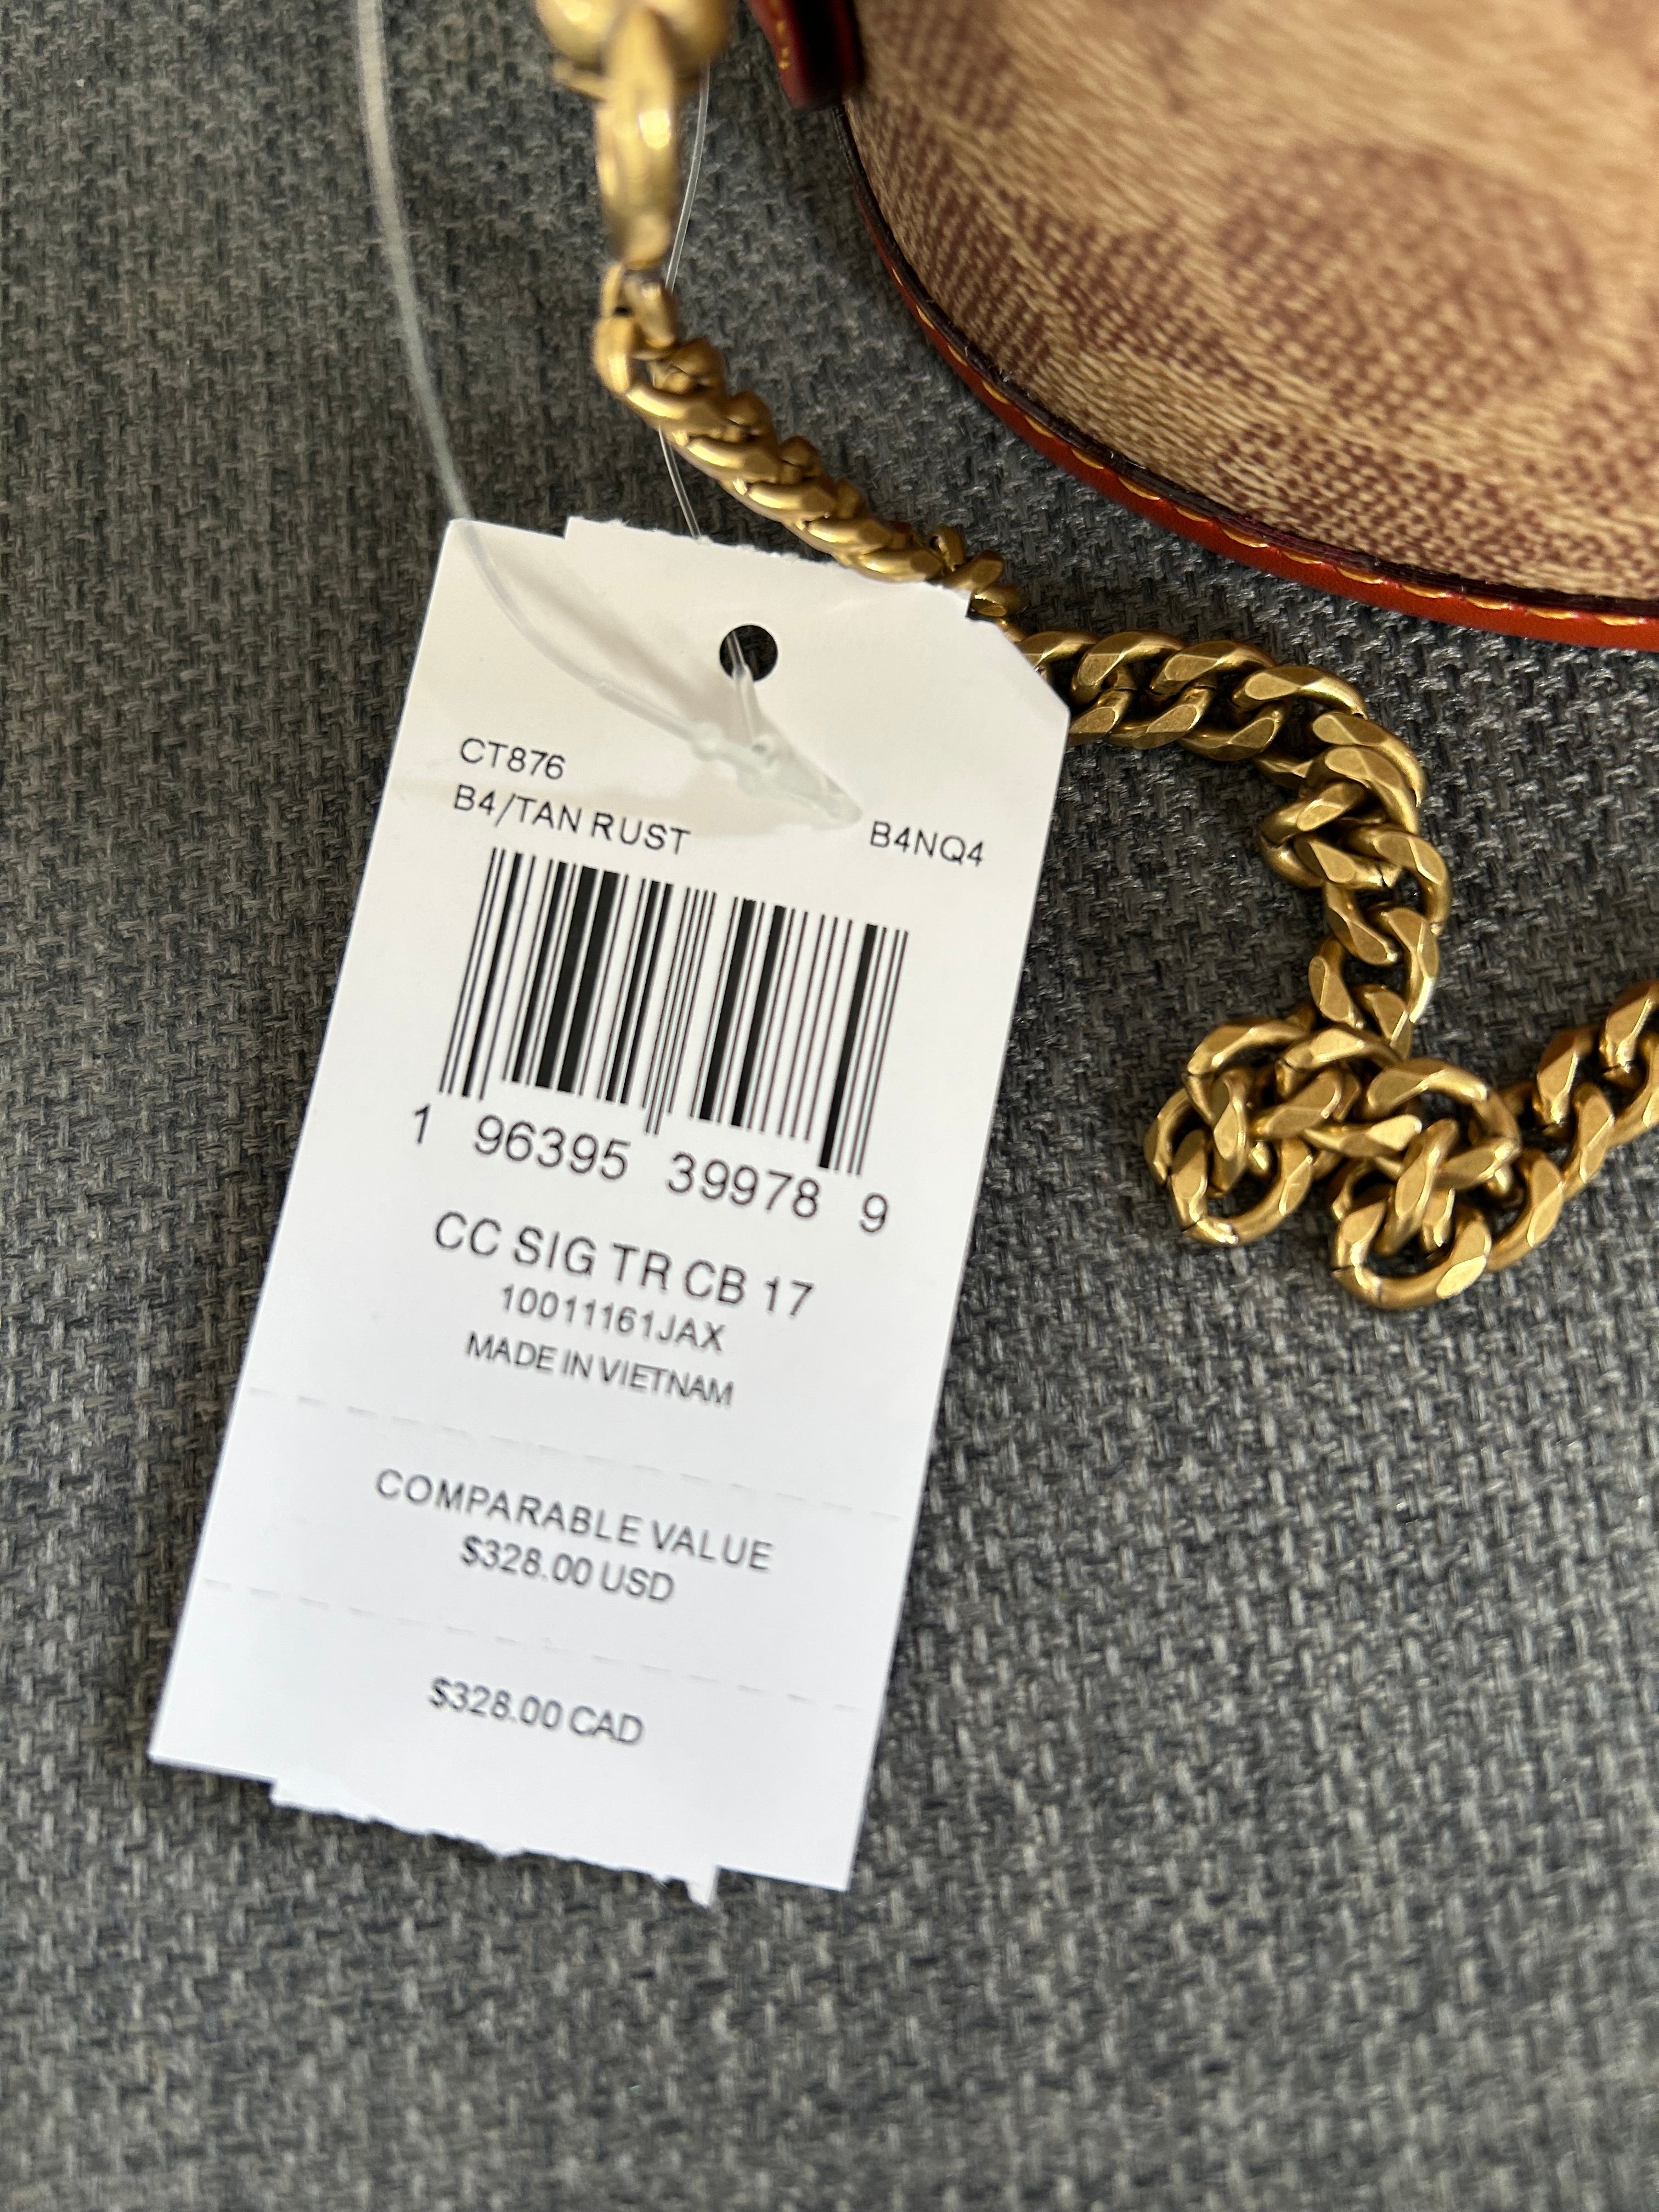 CT876
B4/TAN RUST B4NQ4
1 96395 39978 9
CC SIG TR CB 17
10011161JAX
MADE IN VIETNAM
COMPARABLE VALUE
$328.00 USD
$328.00 CAD